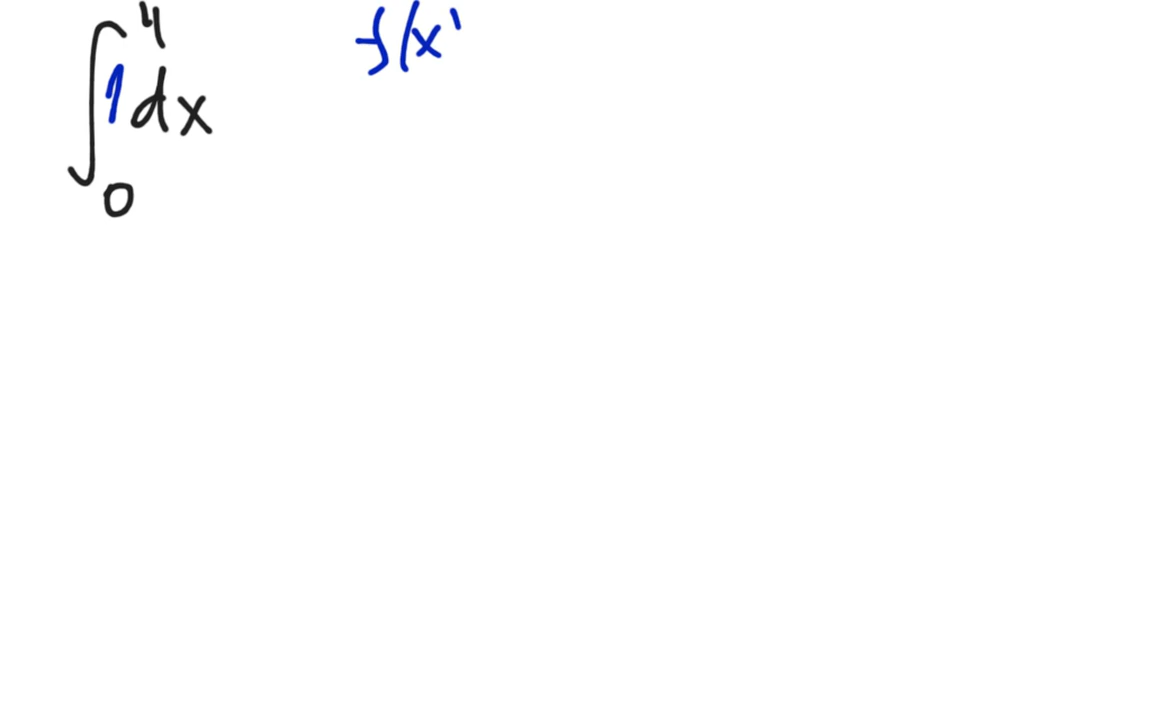 ∫₀⁴ 1 dx f(x